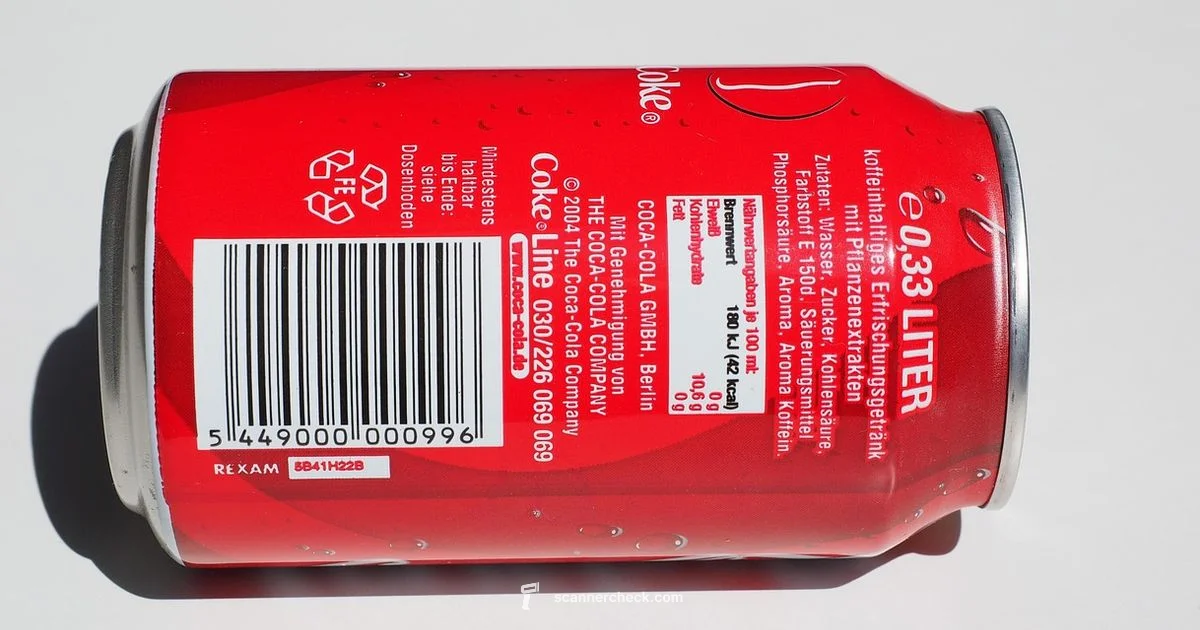 Coke®
e 0,33 LITER
koffeinhaltiges Erfrischungsgetränk
mit Pflanzenextrakten
Zutaten: Wasser, Zucker, Kohlensäure,
Farbstoff E 150d, Säuerungsmittel
Phosphorsäure, Aroma, Aroma Koffein.
Nährwertangaben je 100 ml:
Brennwert 180 kJ (42 kcal)
Eiweiß 0 g
Kohlenhydrate 10,6 g
Fett 0 g
COCA-COLA GMBH, Berlin
Mit Genehmigung von
THE COCA-COLA COMPANY
© 2004 The Coca-Cola Company
Coke® Line 030/226 069 069
www.coca-cola.de
Mindestens
haltbar
bis Ende:
siehe
Dosenboden
FE
5 449000 000996
REXAM 5B41H22B
scannercheck.com